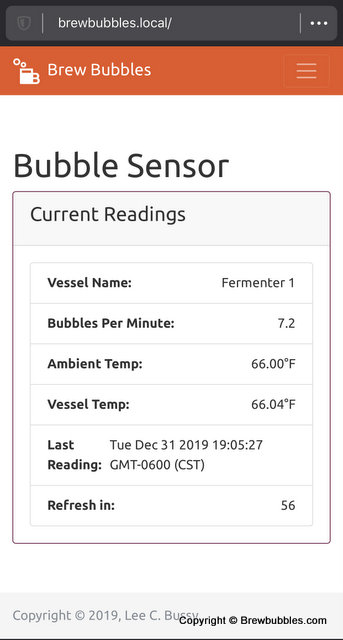 brewbubbles.local/
Brew Bubbles
Bubble Sensor
Current Readings
Vessel Name: Fermenter 1
Bubbles Per Minute: 7.2
Ambient Temp: 66.00°F
Vessel Temp: 66.04°F
Last Reading: Tue Dec 31 2019 19:05:27
GMT-0600 (CST)
Refresh in: 56
Copyright © 2019, Lee C. Bussy
Copyright © Brewbubbles.com